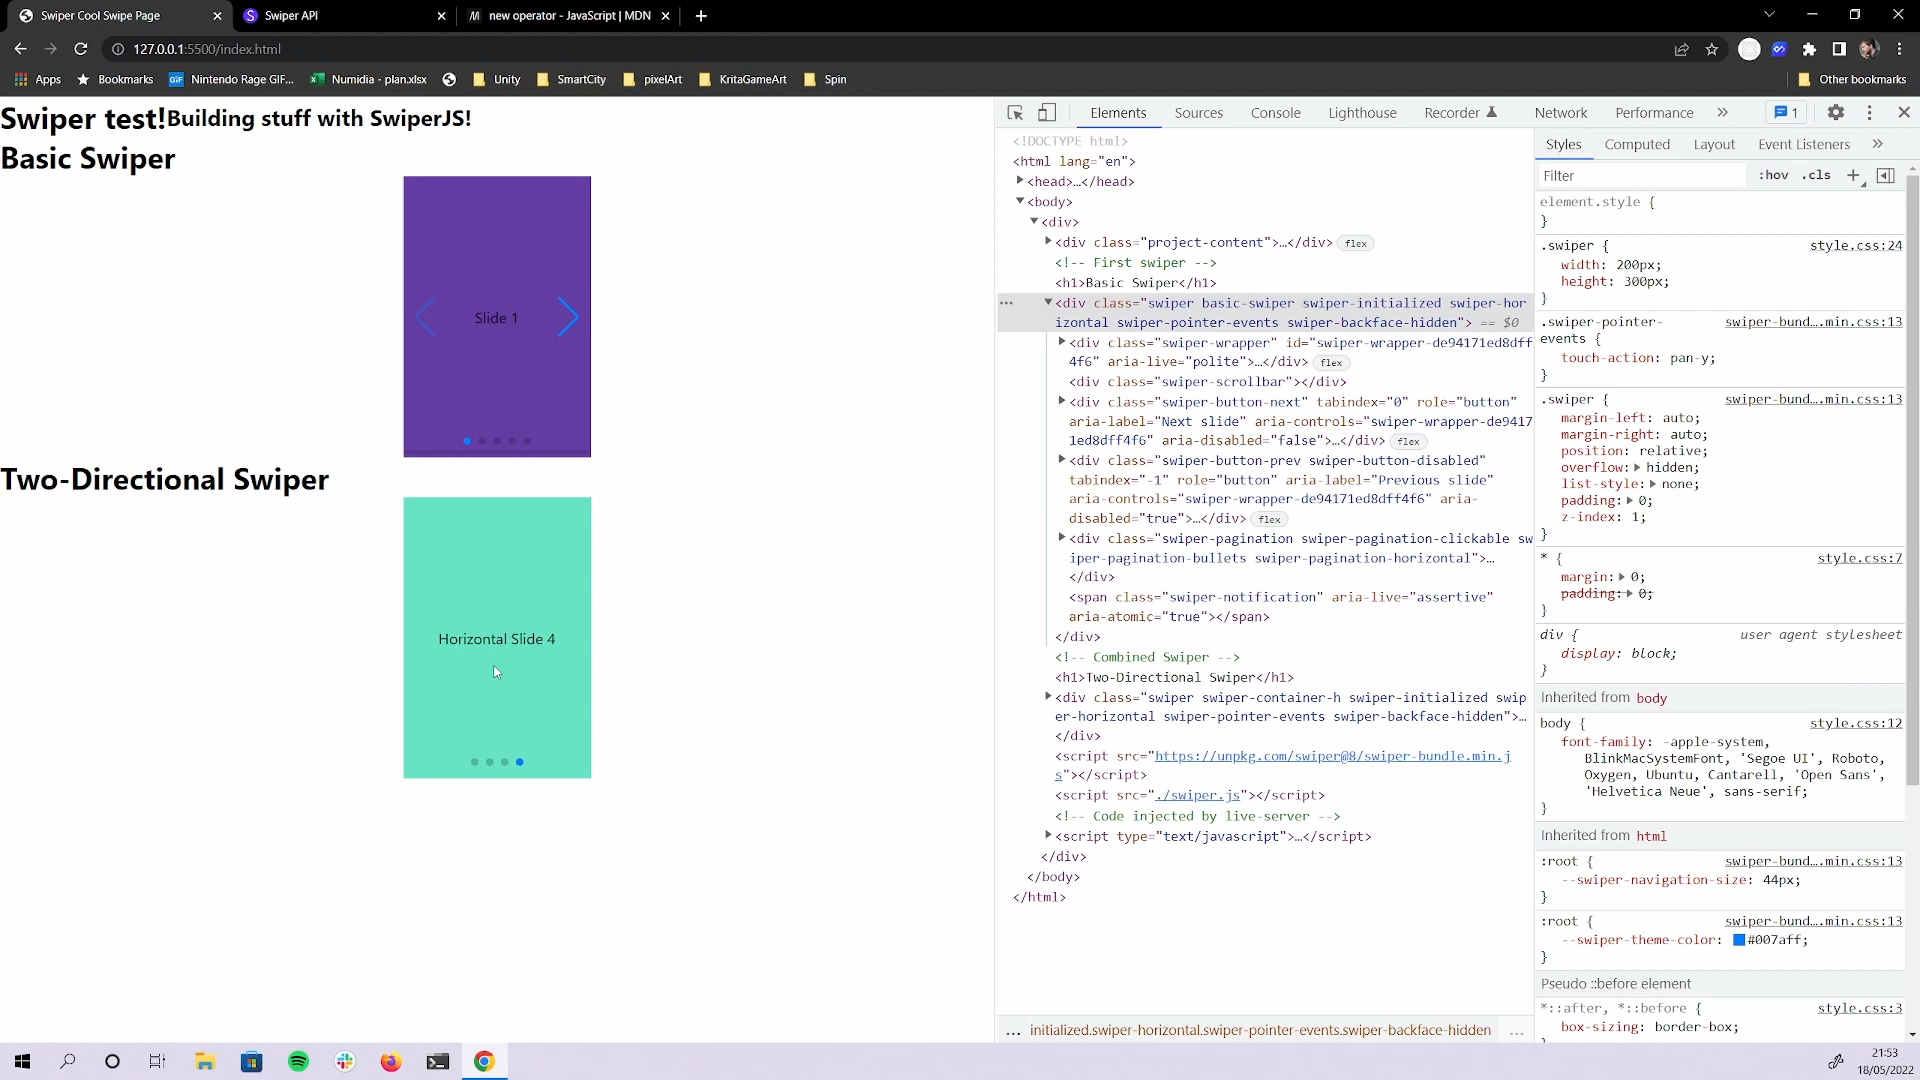 Swiper Cool Swipe Page
Swiper API
new operator - JavaScript | MDN
127.0.0.1:5500/index.html
Apps Bookmarks Nintendo Rage GIF... Numidia - plan.xlsx Unity SmartCity pixelArt KritaGameArt Spin Other bookmarks
Swiper test!Building stuff with SwiperJS!
Basic Swiper
Slide 1
Two-Directional Swiper
Horizontal Slide 4
Elements Sources Console Lighthouse Recorder Network Performance » 1
<!DOCTYPE html>
<html lang="en">
<head>…</head>
<body>
<div>
<div class="project-content">…</div> flex
<!-- First swiper -->
<h1>Basic Swiper</h1>
<div class="swiper basic-swiper swiper-initialized swiper-hor
izontal swiper-pointer-events swiper-backface-hidden"> == $0
<div class="swiper-wrapper" id="swiper-wrapper-de94171ed8dff
4f6" aria-live="polite">…</div> flex
<div class="swiper-scrollbar"></div>
<div class="swiper-button-next" tabindex="0" role="button"
aria-label="Next slide" aria-controls="swiper-wrapper-de9417
1ed8dff4f6" aria-disabled="false">…</div> flex
<div class="swiper-button-prev swiper-button-disabled"
tabindex="-1" role="button" aria-label="Previous slide"
aria-controls="swiper-wrapper-de94171ed8dff4f6" aria-
disabled="true">…</div> flex
<div class="swiper-pagination swiper-pagination-clickable sw
iper-pagination-bullets swiper-pagination-horizontal">…
</div>
<span class="swiper-notification" aria-live="assertive"
aria-atomic="true"></span>
</div>
<!-- Combined Swiper -->
<h1>Two-Directional Swiper</h1>
<div class="swiper swiper-container-h swiper-initialized swip
er-horizontal swiper-pointer-events swiper-backface-hidden">…
</div>
<script src="https://unpkg.com/swiper@8/swiper-bundle.min.j
s"></script>
<script src="./swiper.js"></script>
<!-- Code injected by live-server -->
<script type="text/javascript">…</script>
</div>
</body>
</html>
... initialized.swiper-horizontal.swiper-pointer-events.swiper-backface-hidden ...
Styles Computed Layout Event Listeners »
Filter :hov .cls +
element.style {
}
.swiper { style.css:24
width: 200px;
height: 300px;
}
.swiper-pointer- swiper-bund….min.css:13
events {
touch-action: pan-y;
}
.swiper { swiper-bund….min.css:13
margin-left: auto;
margin-right: auto;
position: relative;
overflow: hidden;
list-style: none;
padding: 0;
z-index: 1;
}
* { style.css:7
margin: 0;
padding: 0;
}
div { user agent stylesheet
display: block;
}
Inherited from body
body { style.css:12
font-family: -apple-system,
BlinkMacSystemFont, 'Segoe UI', Roboto,
Oxygen, Ubuntu, Cantarell, 'Open Sans',
'Helvetica Neue', sans-serif;
}
Inherited from html
:root { swiper-bund….min.css:13
--swiper-navigation-size: 44px;
}
:root { swiper-bund….min.css:13
--swiper-theme-color: #007aff;
}
Pseudo ::before element
*::after, *::before { style.css:3
box-sizing: border-box;
21:53
18/05/2022